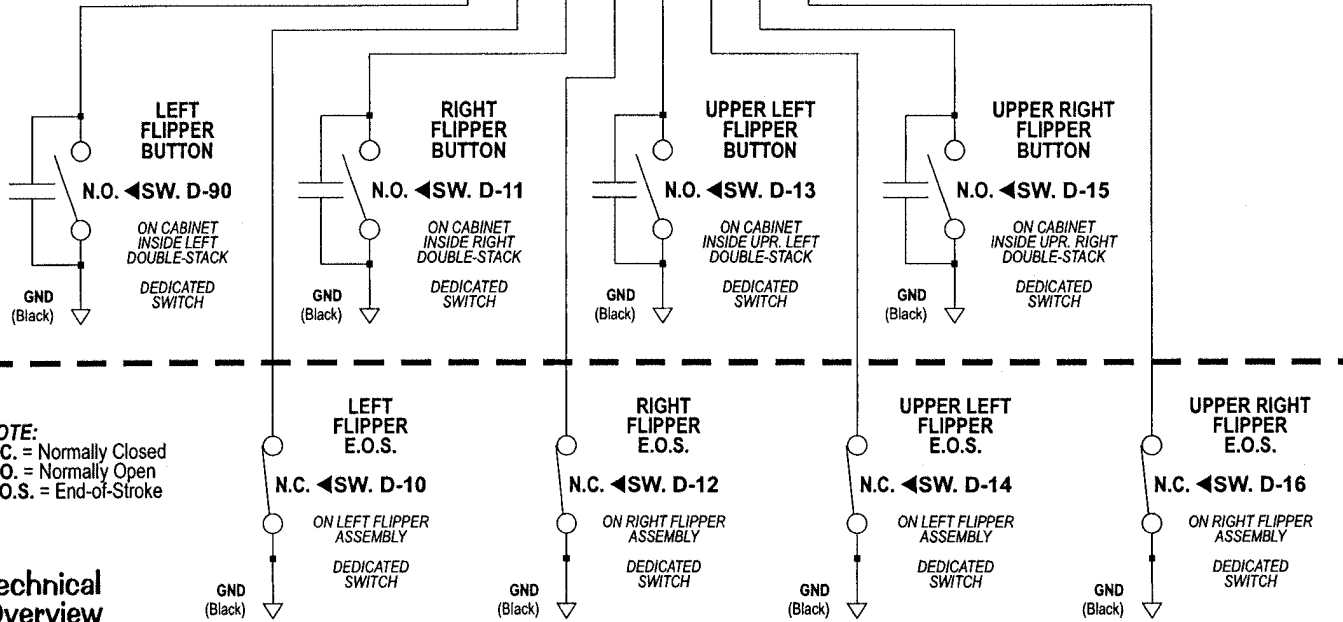 LEFT
FLIPPER
BUTTON
N.O. ◄SW. D-90
ON CABINET
INSIDE LEFT
DOUBLE-STACK
DEDICATED
SWITCH
GND
(Black)
RIGHT
FLIPPER
BUTTON
N.O. ◄SW. D-11
ON CABINET
INSIDE RIGHT
DOUBLE-STACK
DEDICATED
SWITCH
GND
(Black)
UPPER LEFT
FLIPPER
BUTTON
N.O. ◄SW. D-13
ON CABINET
INSIDE UPR. LEFT
DOUBLE-STACK
DEDICATED
SWITCH
GND
(Black)
UPPER RIGHT
FLIPPER
BUTTON
N.O. ◄SW. D-15
ON CABINET
INSIDE UPR. RIGHT
DOUBLE-STACK
DEDICATED
SWITCH
GND
(Black)
OTE:
C. = Normally Closed
O. = Normally Open
O.S. = End-of-Stroke
LEFT
FLIPPER
E.O.S.
N.C. ◄SW. D-10
ON LEFT FLIPPER
ASSEMBLY
DEDICATED
SWITCH
GND
(Black)
RIGHT
FLIPPER
E.O.S.
N.C. ◄SW. D-12
ON RIGHT FLIPPER
ASSEMBLY
DEDICATED
SWITCH
GND
(Black)
UPPER LEFT
FLIPPER
E.O.S.
N.C. ◄SW. D-14
ON LEFT FLIPPER
ASSEMBLY
DEDICATED
SWITCH
GND
(Black)
UPPER RIGHT
FLIPPER
E.O.S.
N.C. ◄SW. D-16
ON RIGHT FLIPPER
ASSEMBLY
DEDICATED
SWITCH
GND
(Black)
echnical
Overview